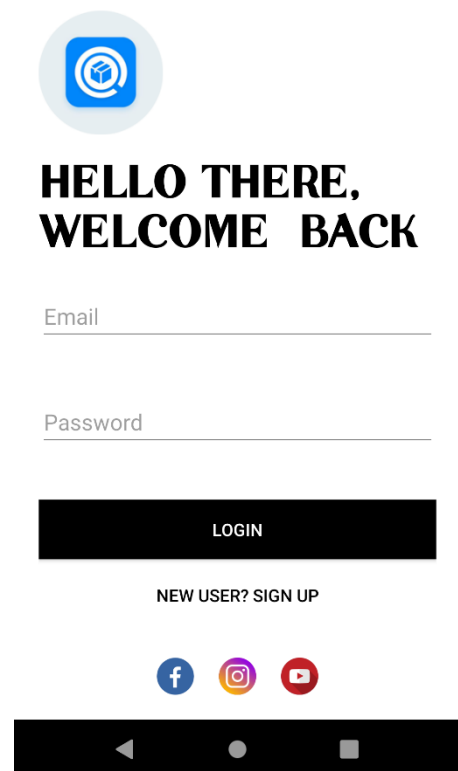 HELLO THERE,
WELCOME BACK
Email
Password
LOGIN
NEW USER? SIGN UP